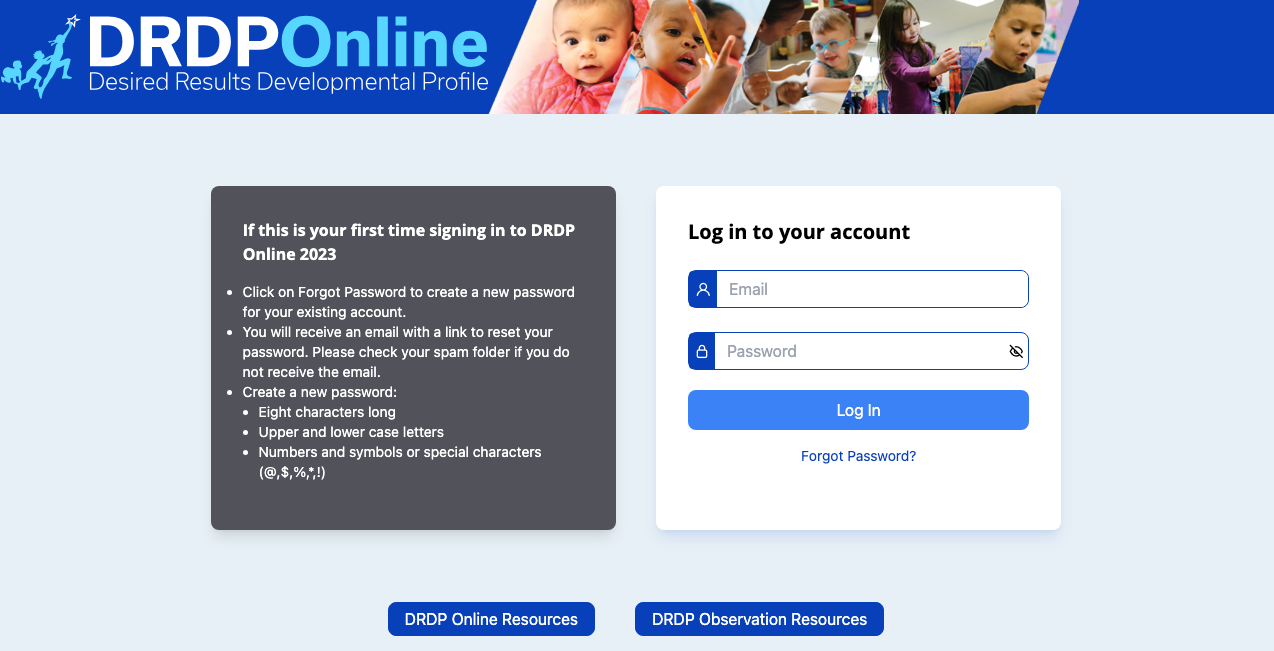 DRDPOnline
Desired Results Developmental Profile
If this is your first time signing in to DRDP
Online 2023
Click on Forgot Password to create a new password
for your existing account.
You will receive an email with a link to reset your
password. Please check your spam folder if you do
not receive the email.
Create a new password:
Eight characters long
Upper and lower case letters
Numbers and symbols or special characters
(@,$,%,*,!)
Log in to your account
Email
Password
Log In
Forgot Password?
DRDP Online Resources
DRDP Observation Resources